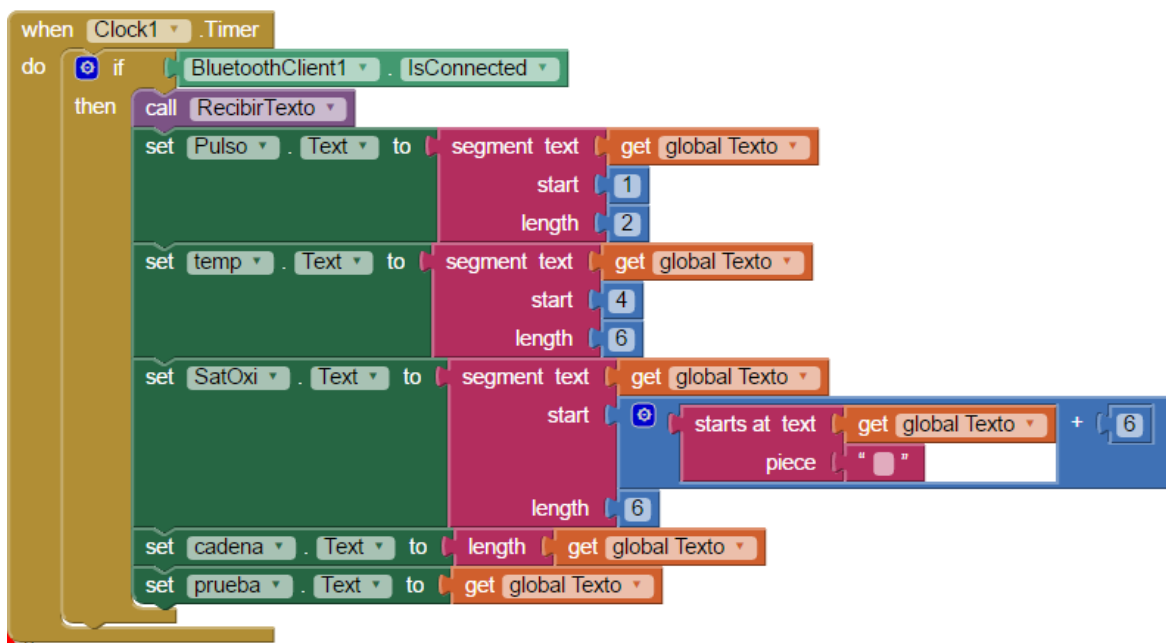 when Clock1 .Timer
do if BluetoothClient1 . IsConnected
then call RecibirTexto
set Pulso . Text to segment text get global Texto
start 1
length 2
set temp . Text to segment text get global Texto
start 4
length 6
set SatOxi . Text to segment text get global Texto
start starts at text get global Texto + 6
piece " "
length 6
set cadena . Text to length get global Texto
set prueba . Text to get global Texto